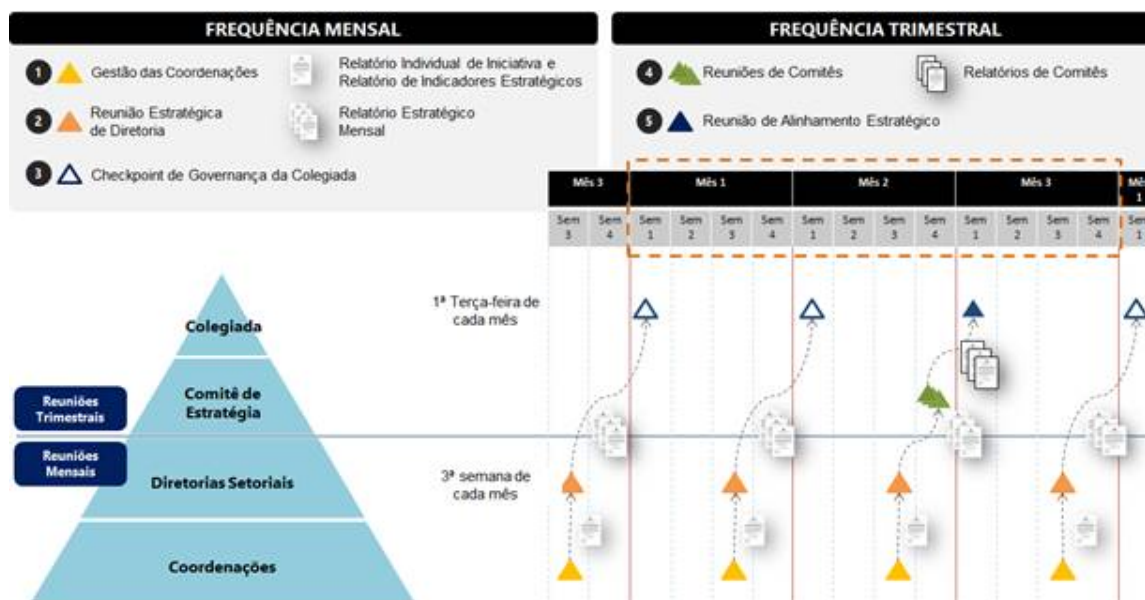 FREQUÊNCIA MENSAL
1 Gestão das Coordenações
Relatório Individual de Iniciativa e
Relatório de Indicadores Estratégicos
2 Reunião Estratégica
de Diretoria
Relatório Estratégico
Mensal
3 Checkpoint de Governança da Colegiada
FREQUÊNCIA TRIMESTRAL
4 Reuniões de Comitês
Relatórios de Comitês
5 Reunião de Alinhamento Estratégico
Mês 3 Mês 1 Mês 2 Mês 3 Mês
1
Sem Sem Sem Sem Sem Sem Sem Sem Sem Sem Sem Sem Sem Sem Sem
3 4 1 2 3 4 1 2 3 4 1 2 3 4 1
1ª Terça-feira de
cada mês
Colegiada
Comitê de
Estratégia
Reuniões
Trimestrais
Reuniões
Mensais
Diretorias Setoriais
3ª semana de
cada mês
Coordenações